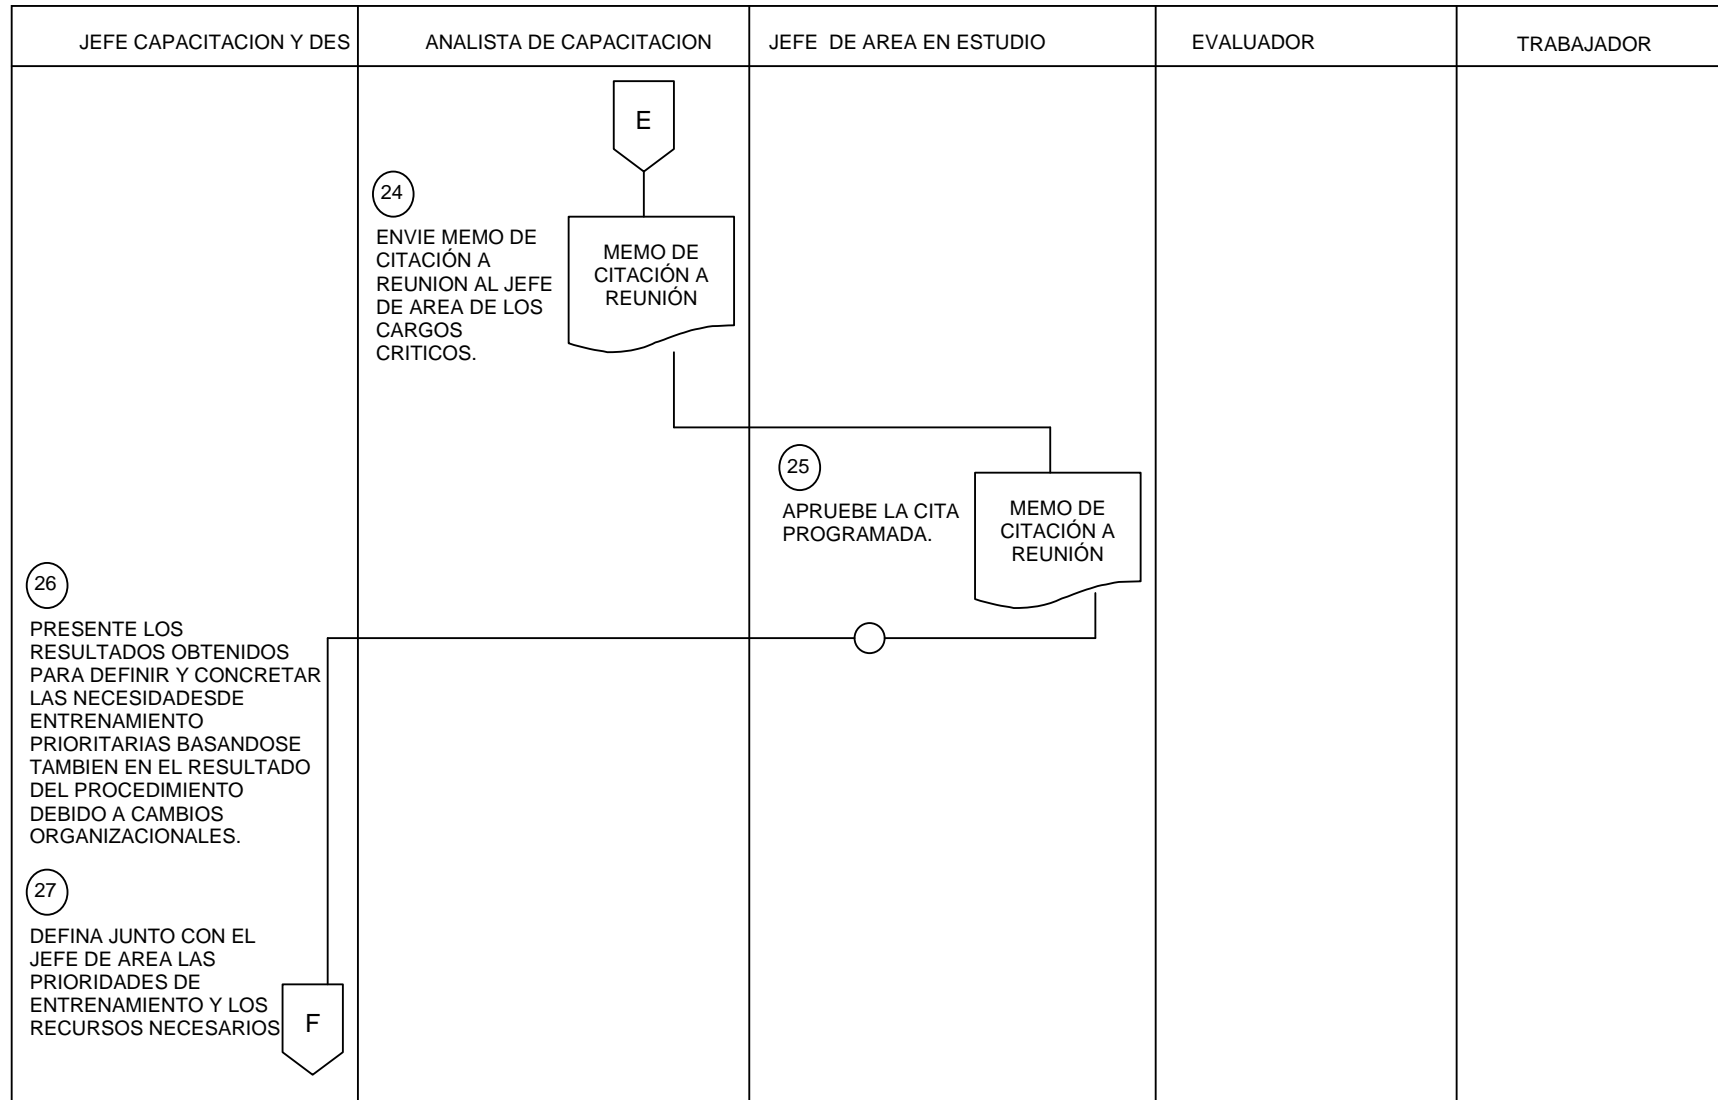 JEFE CAPACITACION Y DES
ANALISTA DE CAPACITACION
JEFE DE AREA EN ESTUDIO
EVALUADOR
TRABAJADOR
E
24
ENVIE MEMO DE
CITACIÓN A
REUNION AL JEFE
DE AREA DE LOS
CARGOS
CRITICOS.
MEMO DE
CITACIÓN A
REUNIÓN
25
APRUEBE LA CITA
PROGRAMADA.
MEMO DE
CITACIÓN A
REUNIÓN
26
PRESENTE LOS
RESULTADOS OBTENIDOS
PARA DEFINIR Y CONCRETAR
LAS NECESIDADESDE
ENTRENAMIENTO
PRIORITARIAS BASANDOSE
TAMBIEN EN EL RESULTADO
DEL PROCEDIMIENTO
DEBIDO A CAMBIOS
ORGANIZACIONALES.
27
DEFINA JUNTO CON EL
JEFE DE AREA LAS
PRIORIDADES DE
ENTRENAMIENTO Y LOS
RECURSOS NECESARIOS
F